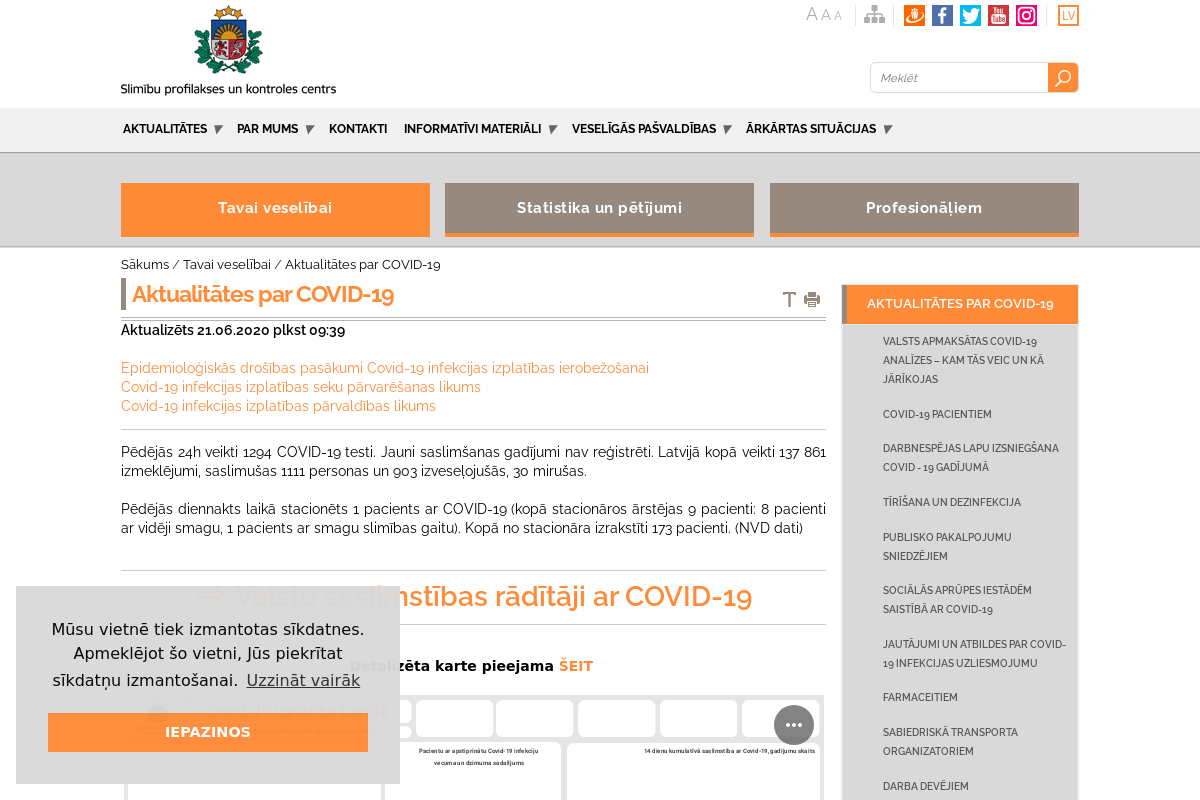 Slimību profilakses un kontroles centrs
A A A
You
Tube
LV
Meklēt
AKTUALITĀTES PAR MUMS KONTAKTI INFORMATĪVI MATERIĀLI VESELĪGĀS PAŠVALDĪBAS ĀRKĀRTAS SITUĀCIJAS
Tavai veselībai
Statistika un pētījumi
Profesionāļiem
Sākums / Tavai veselībai / Aktualitātes par COVID-19
Aktualitātes par COVID-19
Aktualizēts 21.06.2020 plkst 09:39
Epidemioloģiskās drošības pasākumi Covid-19 infekcijas izplatības ierobežošanai
Covid-19 infekcijas izplatības seku pārvarēšanas likums
Covid-19 infekcijas izplatības pārvaldības likums
Pēdējās 24h veikti 1294 COVID-19 testi. Jauni saslimšanas gadījumi nav reģistrēti. Latvijā kopā veikti 137 861
izmeklējumi, saslimušas 1111 personas un 903 izveseļojušās, 30 mirušas.
Pēdējās diennakts laikā stacionēts 1 pacients ar COVID-19 (kopā stacionāros ārstējas 9 pacienti: 8 pacienti
ar vidēji smagu, 1 pacients ar smagu slimības gaitu). Kopā no stacionāra izrakstīti 173 pacienti. (NVD dati)
⇒ Valstu saslimstības rādītāji ar COVID-19
Detalizēta karte pieejama ŠEIT
Pacientu ar apstiprinātu Covid-19 infekciju
vecuma un dzimuma sadalījums
14 dienu kumulatīvā saslimstība ar Covid-19, gadījumu skaits
Mūsu vietnē tiek izmantotas sīkdatnes.
Apmeklējot šo vietni, Jūs piekrītat
sīkdatņu izmantošanai. Uzzināt vairāk
IEPAZINOS
AKTUALITĀTES PAR COVID-19
VALSTS APMAKSĀTAS COVID-19
ANALĪZES – KAM TĀS VEIC UN KĀ
JĀRĪKOJAS
COVID-19 PACIENTIEM
DARBNESPĒJAS LAPU IZSNIEGŠANA
COVID - 19 GADĪJUMĀ
TĪRĪŠANA UN DEZINFEKCIJA
PUBLISKO PAKALPOJUMU
SNIEDZĒJIEM
SOCIĀLĀS APRŪPES IESTĀDĒM
SAISTĪBĀ AR COVID-19
JAUTĀJUMI UN ATBILDES PAR COVID-
19 INFEKCIJAS UZLIESMOJUMU
FARMACEITIEM
SABIEDRISKĀ TRANSPORTA
ORGANIZATORIEM
DARBA DEVĒJIEM